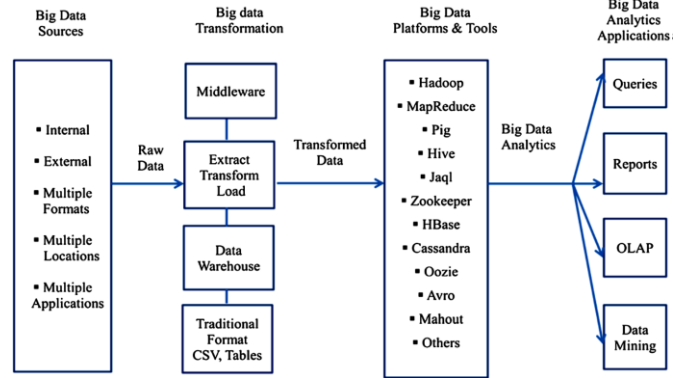 Big Data
Sources
Big data
Transformation
Big Data
Platforms & Tools
Big Data
Analytics
Applications
▪ Internal
▪ External
▪ Multiple
Formats
▪ Multiple
Locations
▪ Multiple
Applications
Raw
Data
Middleware
Extract
Transform
Load
Data
Warehouse
Traditional
Format
CSV, Tables
Transformed
Data
▪ Hadoop
▪ MapReduce
▪ Pig
▪ Hive
▪ Jaql
▪ Zookeeper
▪ HBase
▪ Cassandra
▪ Oozie
▪ Avro
▪ Mahout
▪ Others
Big Data
Analytics
Queries
Reports
OLAP
Data
Mining